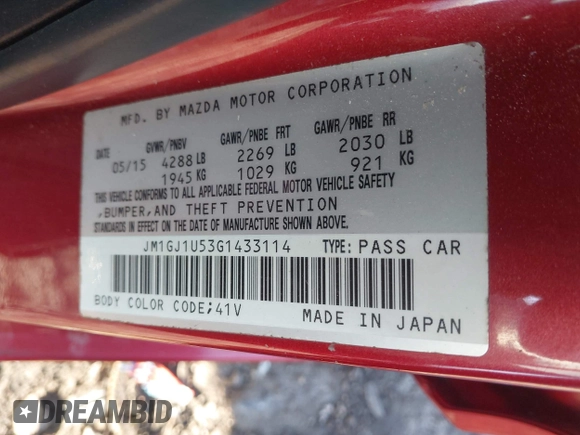 MFD. BY MAZDA MOTOR CORPORATION
DATE GVWR/PNBV GAWR/PNBE FRT GAWR/PNBE RR
05/15 4288 LB 2269 LB 2030 LB
1945 KG 1029 KG 921 KG
THIS VEHICLE CONFORMS TO ALL APPLICABLE FEDERAL MOTOR VEHICLE SAFETY
,BUMPER,AND THEFT PREVENTION
STANDARDS IN EFFECT ON THE DATE OF MANUFACTURE SHOWN ABOVE.
JM1GJ1U53G1433114 TYPE: PASS CAR
BODY COLOR CODE;41V
MADE IN JAPAN
DREAMBID